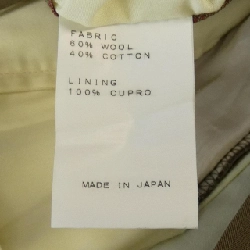 FABRIC
60% WOOL
40% COTTON
LINING
100% CUPRO
MADE IN JAPAN